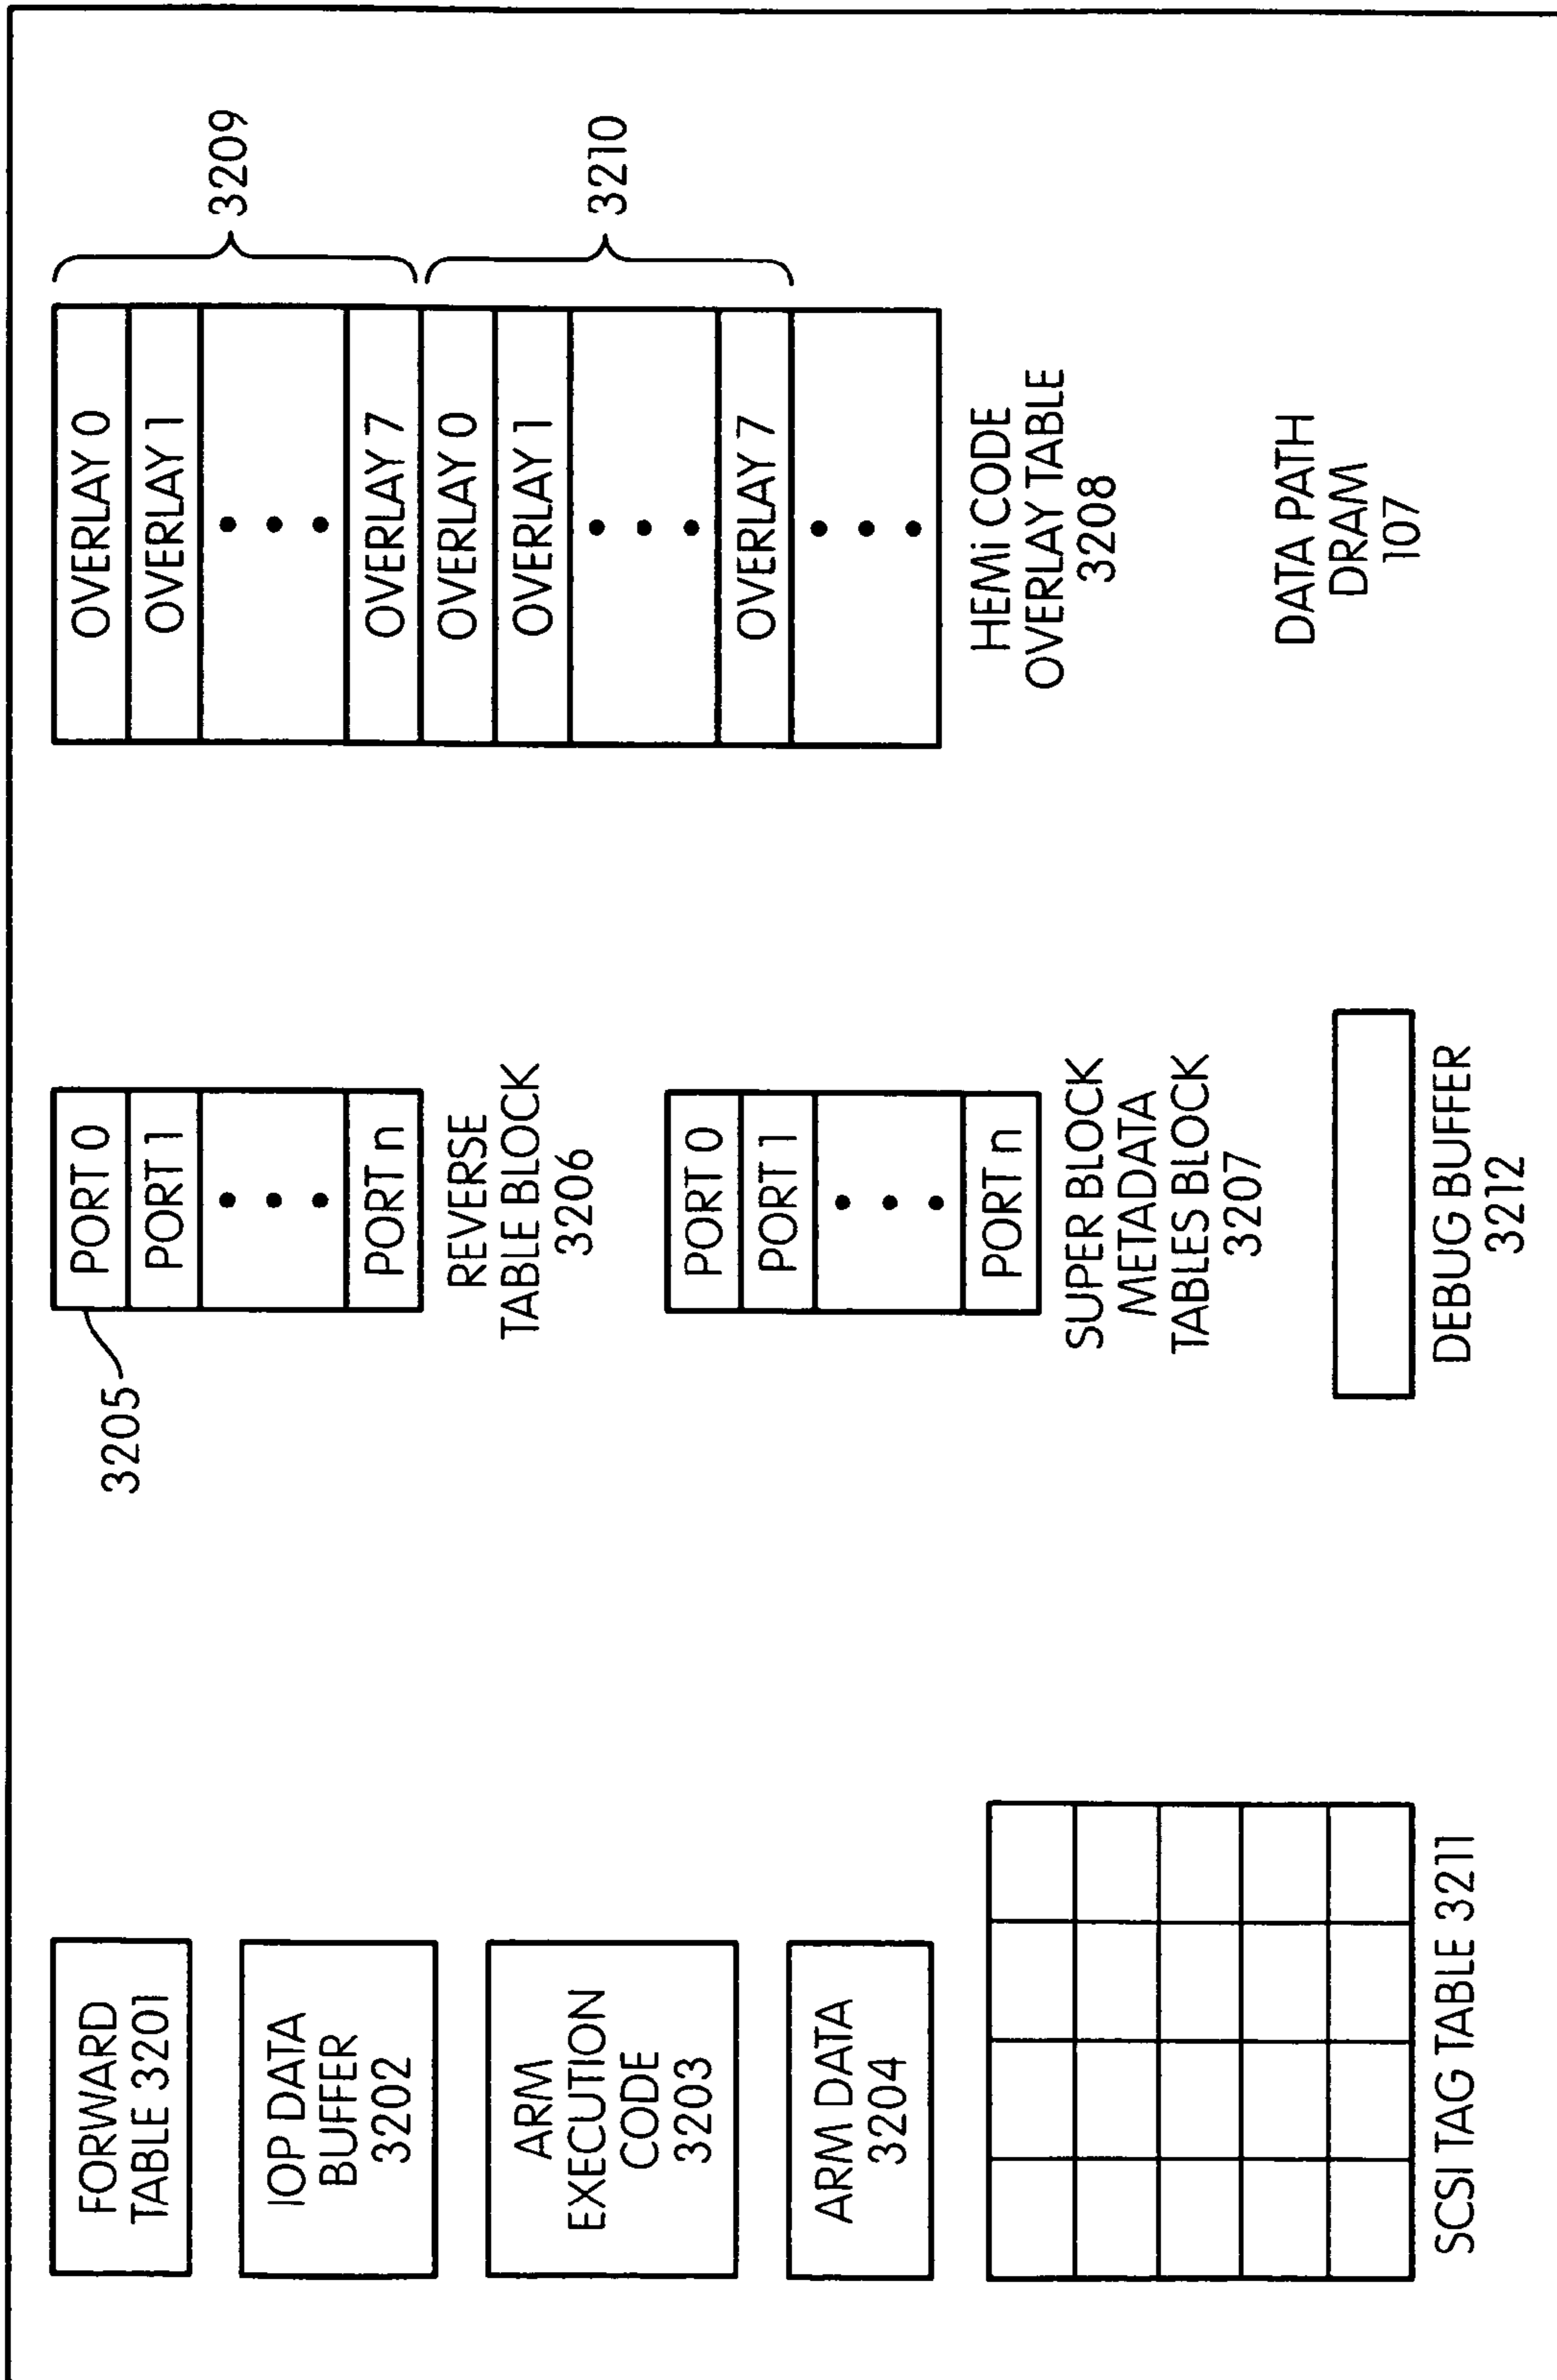 FORWARD
TABLE 3201
IOP DATA
BUFFER
3202
ARM
EXECUTION
CODE
3203
ARM DATA
3204
SCSI TAG TABLE 3211
3205
PORT 0
PORT 1
PORT n
REVERSE
TABLE BLOCK
3206
PORT 0
PORT 1
PORT n
SUPER BLOCK
METADATA
TABLES BLOCK
3207
DEBUG BUFFER
3212
OVERLAY 0
OVERLAY 1
OVERLAY 7
OVERLAY 0
OVERLAY 1
OVERLAY 7
3209
3210
HEMi CODE
OVERLAY TABLE
3208
DATA PATH
DRAM
107